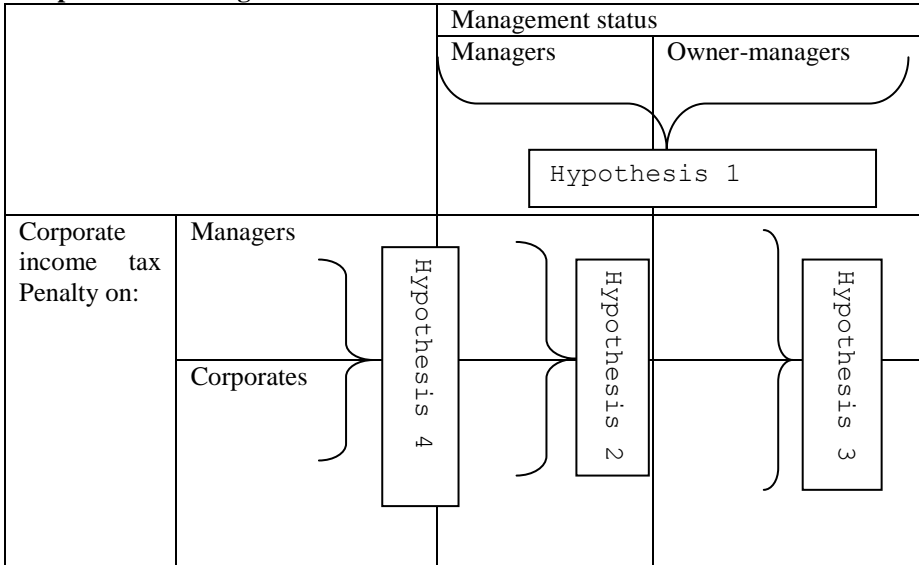 Management status
Managers
Owner-managers
Hypothesis 1
Corporate
income tax
Penalty on:
Managers
Corporates
Hypothesis 4
Hypothesis 2
Hypothesis 3